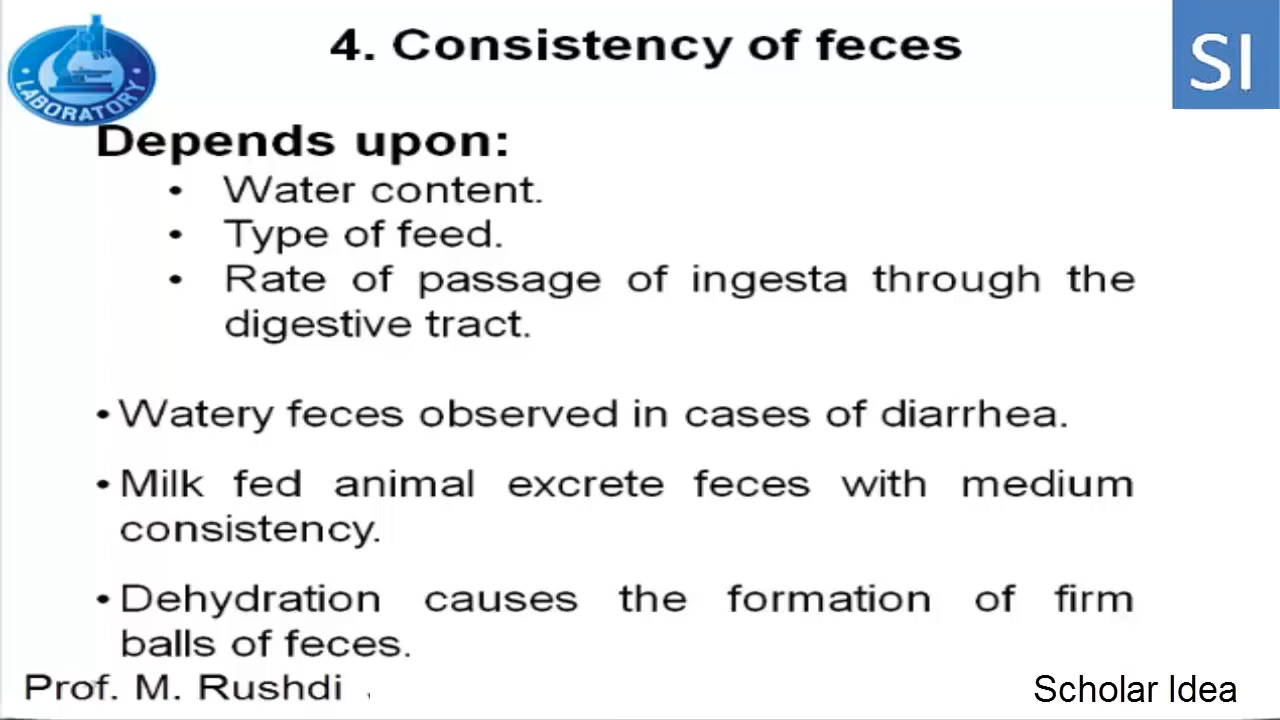 4. Consistency of feces
SI
LABORATORY
Depends upon:
• Water content.
• Type of feed.
• Rate of passage of ingesta through the
digestive tract.
• Watery feces observed in cases of diarrhea.
• Milk fed animal excrete feces with medium
consistency.
• Dehydration causes the formation of firm
balls of feces.
Prof. M. Rushdi
Scholar Idea